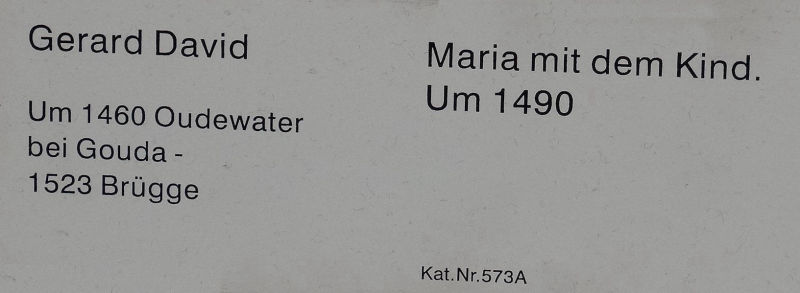 Gerard David
Um 1460 Oudewater
bei Gouda -
1523 Brügge
Maria mit dem Kind.
Um 1490
Kat.Nr.573A